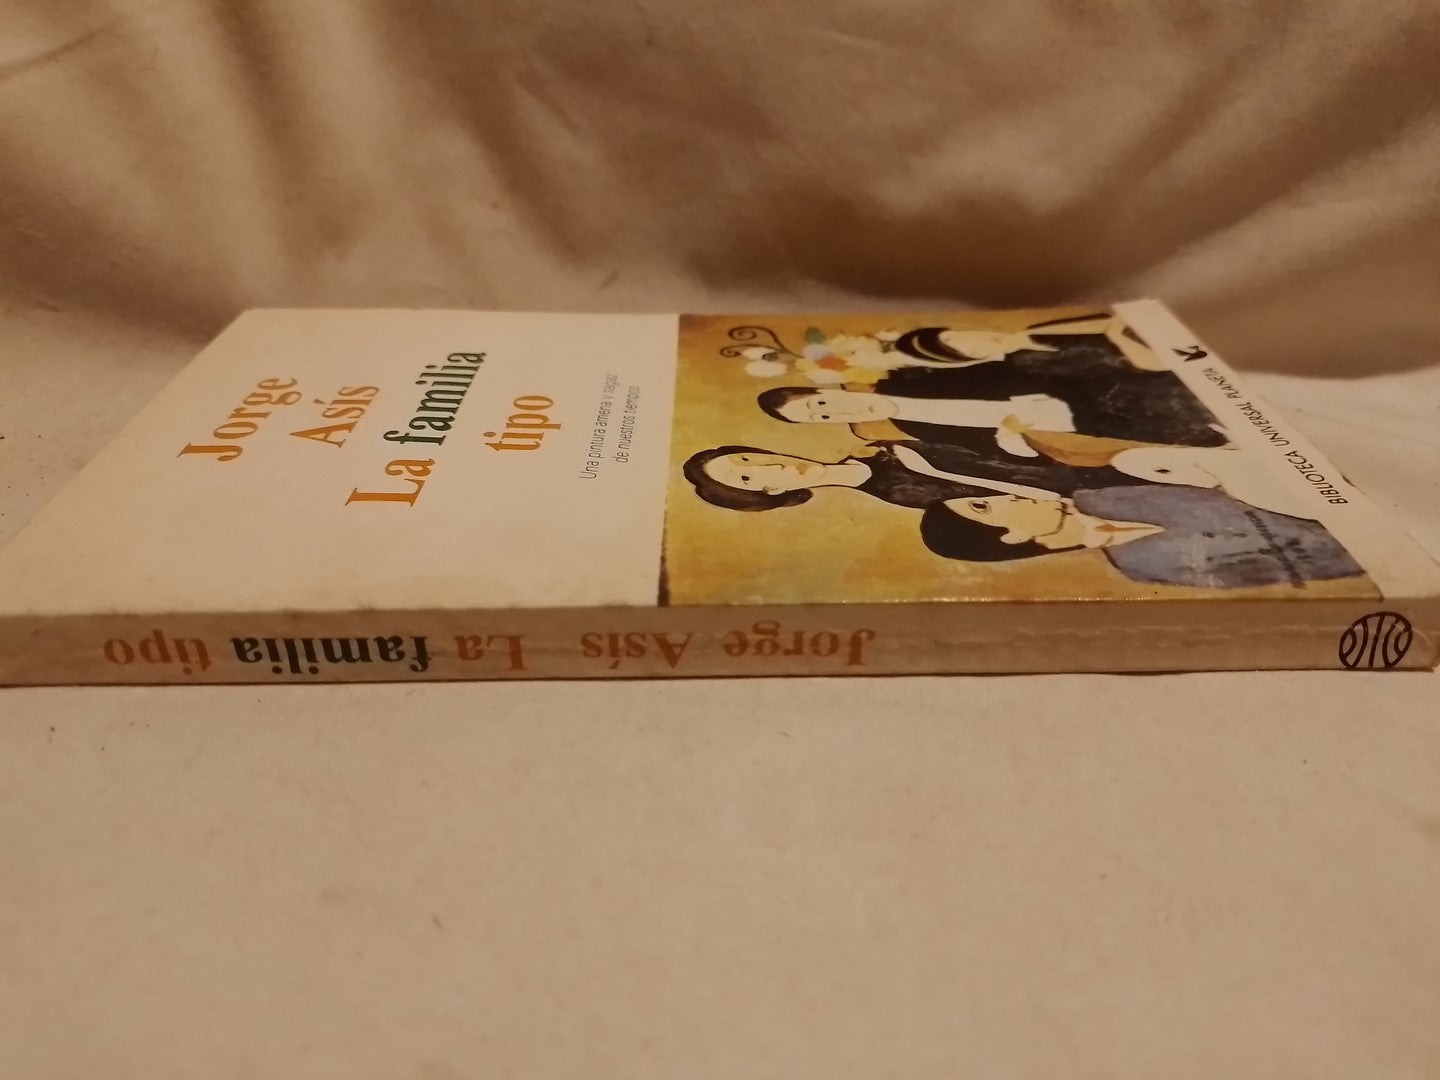 Jorge
Asís
La familia
tipo
Una pintura amena y sagaz
de nuestros tiempos
BIBLIOTECA UNIVERSAL PLANETA
Jorge Asís La familia tipo